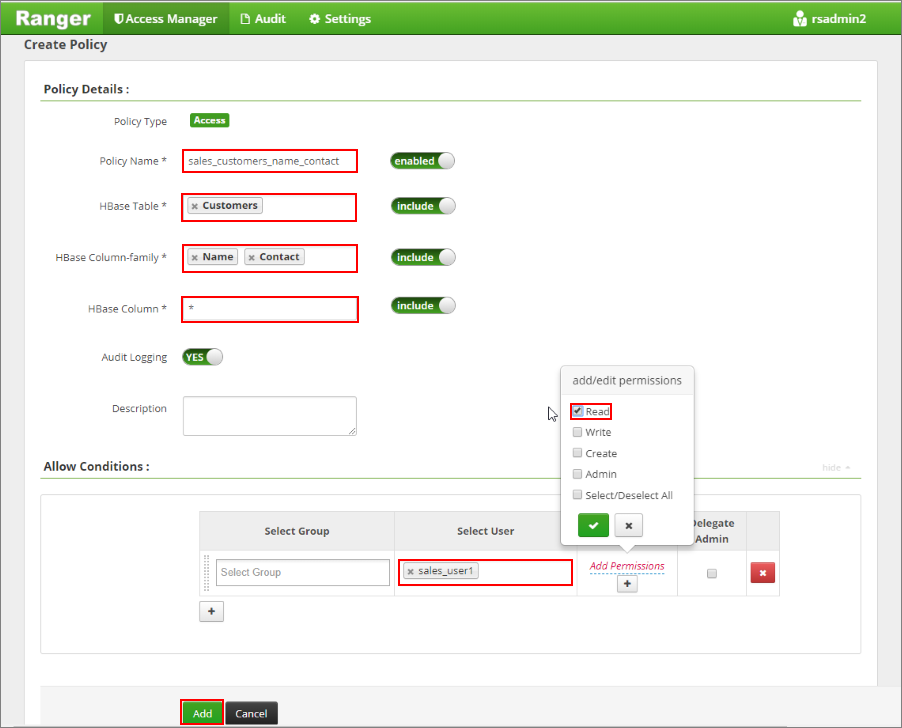 Ranger Access Manager Audit Settings rsadmin2
Create Policy
Policy Details :
Policy Type Access
Policy Name * sales_customers_name_contact enabled
HBase Table * × Customers include
HBase Column-family * × Name × Contact include
HBase Column * * include
Audit Logging YES
Description
add/edit permissions
Read
Write
Create
Admin
Select/Deselect All
Allow Conditions :
hide
Select Group Select User Delegate Admin
Select Group × sales_user1 Add Permissions
+
+
Add Cancel